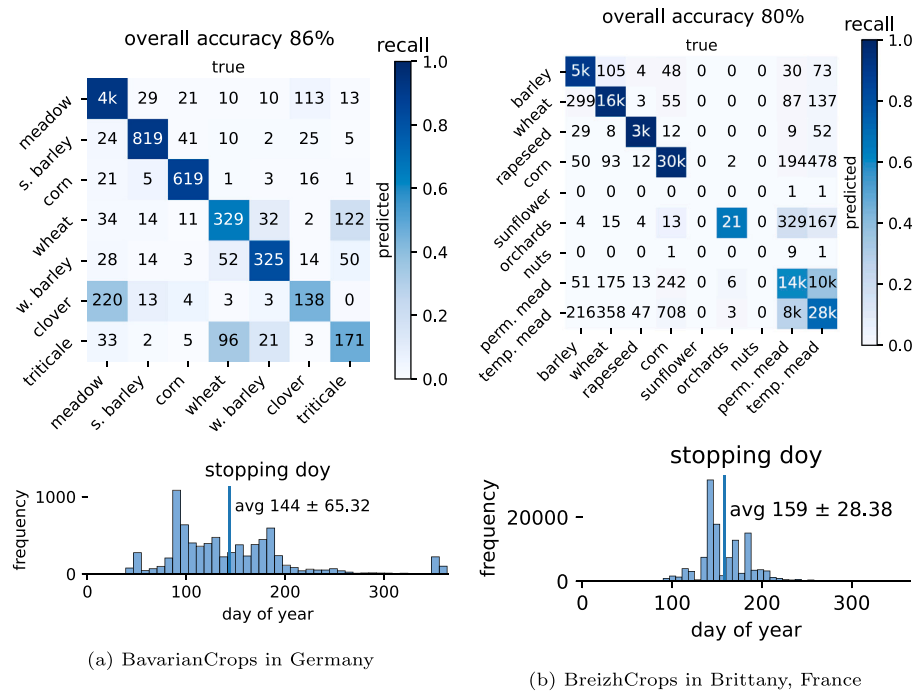 overall accuracy 86%
recall
true
meadow 4k 29 21 10 10 113 13
s. barley 24 819 41 10 2 25 5
corn 21 5 619 1 3 16 1
wheat 34 14 11 329 32 2 122
w. barley 28 14 3 52 325 14 50
clover 220 13 4 3 3 138 0
triticale 33 2 5 96 21 3 171
meadow s. barley corn wheat w. barley clover triticale
predicted
1.0
0.8
0.6
0.4
0.2
0.0
overall accuracy 80%
recall
true
barley 5k 105 4 48 0 0 0 30 73
wheat 299 16k 3 55 0 0 0 87 137
rapeseed 29 8 3k 12 0 0 0 9 52
corn 50 93 12 30k 0 2 0 194 478
sunflower 0 0 0 0 0 0 0 1 1
orchards 4 15 4 13 0 21 0 329 167
nuts 0 0 0 1 0 0 0 9 1
perm. mead 51 175 13 242 0 6 0 14k 10k
temp. mead 216 358 47 708 0 3 0 8k 28k
barley wheat rapeseed corn sunflower orchards nuts perm. mead temp. mead
predicted
1.0
0.8
0.6
0.4
0.2
0.0
stopping doy
avg 144 ± 65.32
frequency
1000
0
0 100 200 300
day of year
(a) BavarianCrops in Germany
stopping doy
avg 159 ± 28.38
frequency
20000
0
0 100 200 300
day of year
(b) BreizhCrops in Brittany, France